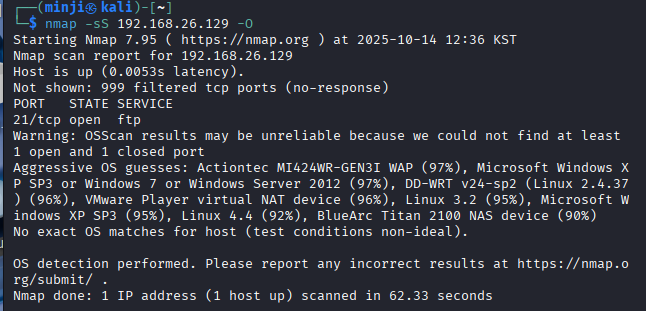 ┌──(minji㉿kali)-[~]
└─$ nmap -sS 192.168.26.129 -O
Starting Nmap 7.95 ( https://nmap.org ) at 2025-10-14 12:36 KST
Nmap scan report for 192.168.26.129
Host is up (0.0053s latency).
Not shown: 999 filtered tcp ports (no-response)
PORT   STATE SERVICE
21/tcp open  ftp
Warning: OSScan results may be unreliable because we could not find at least
1 open and 1 closed port
Aggressive OS guesses: Actiontec MI424WR-GEN3I WAP (97%), Microsoft Windows X
P SP3 or Windows 7 or Windows Server 2012 (97%), DD-WRT v24-sp2 (Linux 2.4.37
) (96%), VMware Player virtual NAT device (96%), Linux 3.2 (95%), Microsoft W
indows XP SP3 (95%), Linux 4.4 (92%), BlueArc Titan 2100 NAS device (90%)
No exact OS matches for host (test conditions non-ideal).
OS detection performed. Please report any incorrect results at https://nmap.o
rg/submit/ .
Nmap done: 1 IP address (1 host up) scanned in 62.33 seconds